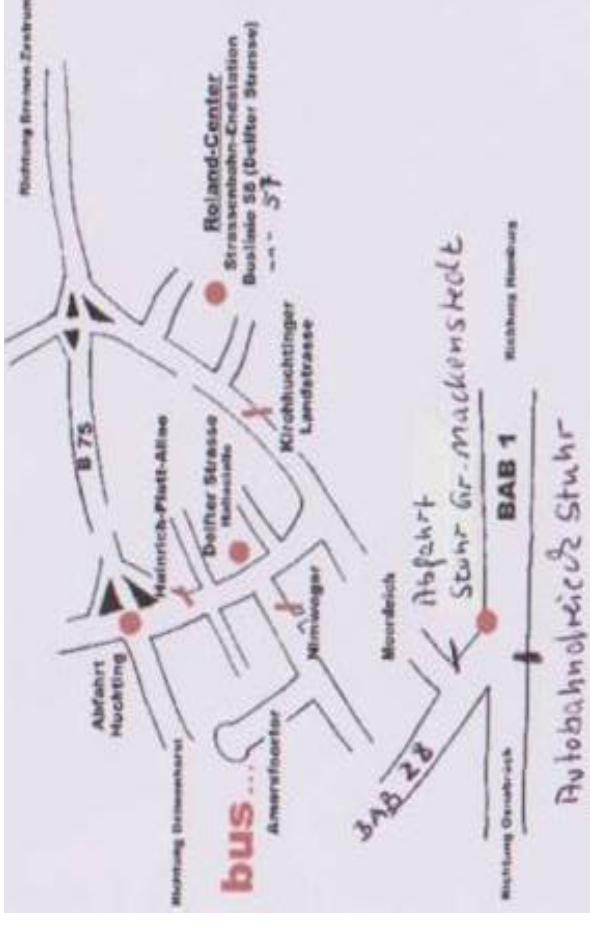 Richtung Bremen-Zentrum
B 75
Roland-Center
Strassenbahn-Endstation
Buslinie 58 (Delfter Strasse)
57
Heinrich-Plett-Allee
Delfter Strasse
Haltestelle
Kirchhuchtinger
Landstrasse
Abfahrt
Huchting
Richtung Delmenhorst
bus...
Amersfoorter
Nimweger
Moordeich
Abfahrt
Stuhr Gr. Mackenstedt
BAB 28
BAB 1
Richtung Hamburg
Richtung Osnabrück
Autobahndreieck Stuhr